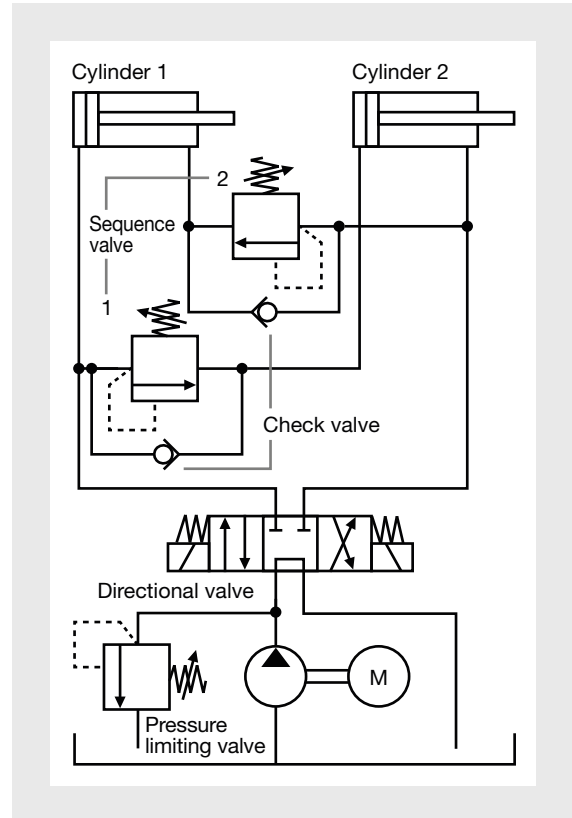 Cylinder 1
Cylinder 2
2
Sequence
valve
1
Check valve
Directional valve
M
Pressure
limiting valve